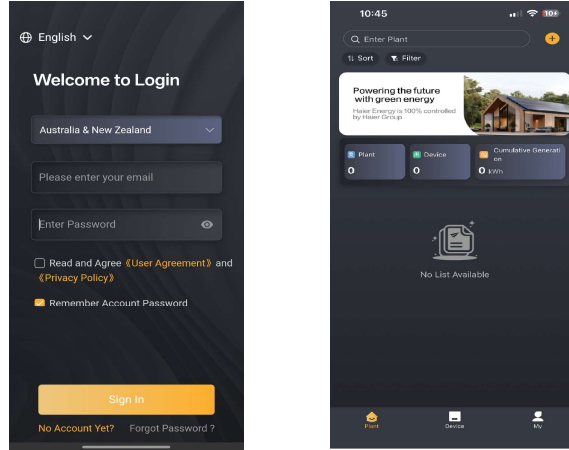 English
Welcome to Login
Australia & New Zealand
Please enter your email
Enter Password
Read and Agree 《User Agreement》 and
《Privacy Policy》
Remember Account Password
Sign In
No Account Yet? Forgot Password ?
10:45
Enter Plant
Sort Filter
Powering the future
with green energy
Haier Energy is 100% controlled
by Haier Group
Plant
0
Device
0
Cumulative Generati
on
0 kWh
No List Available
Plant Device My